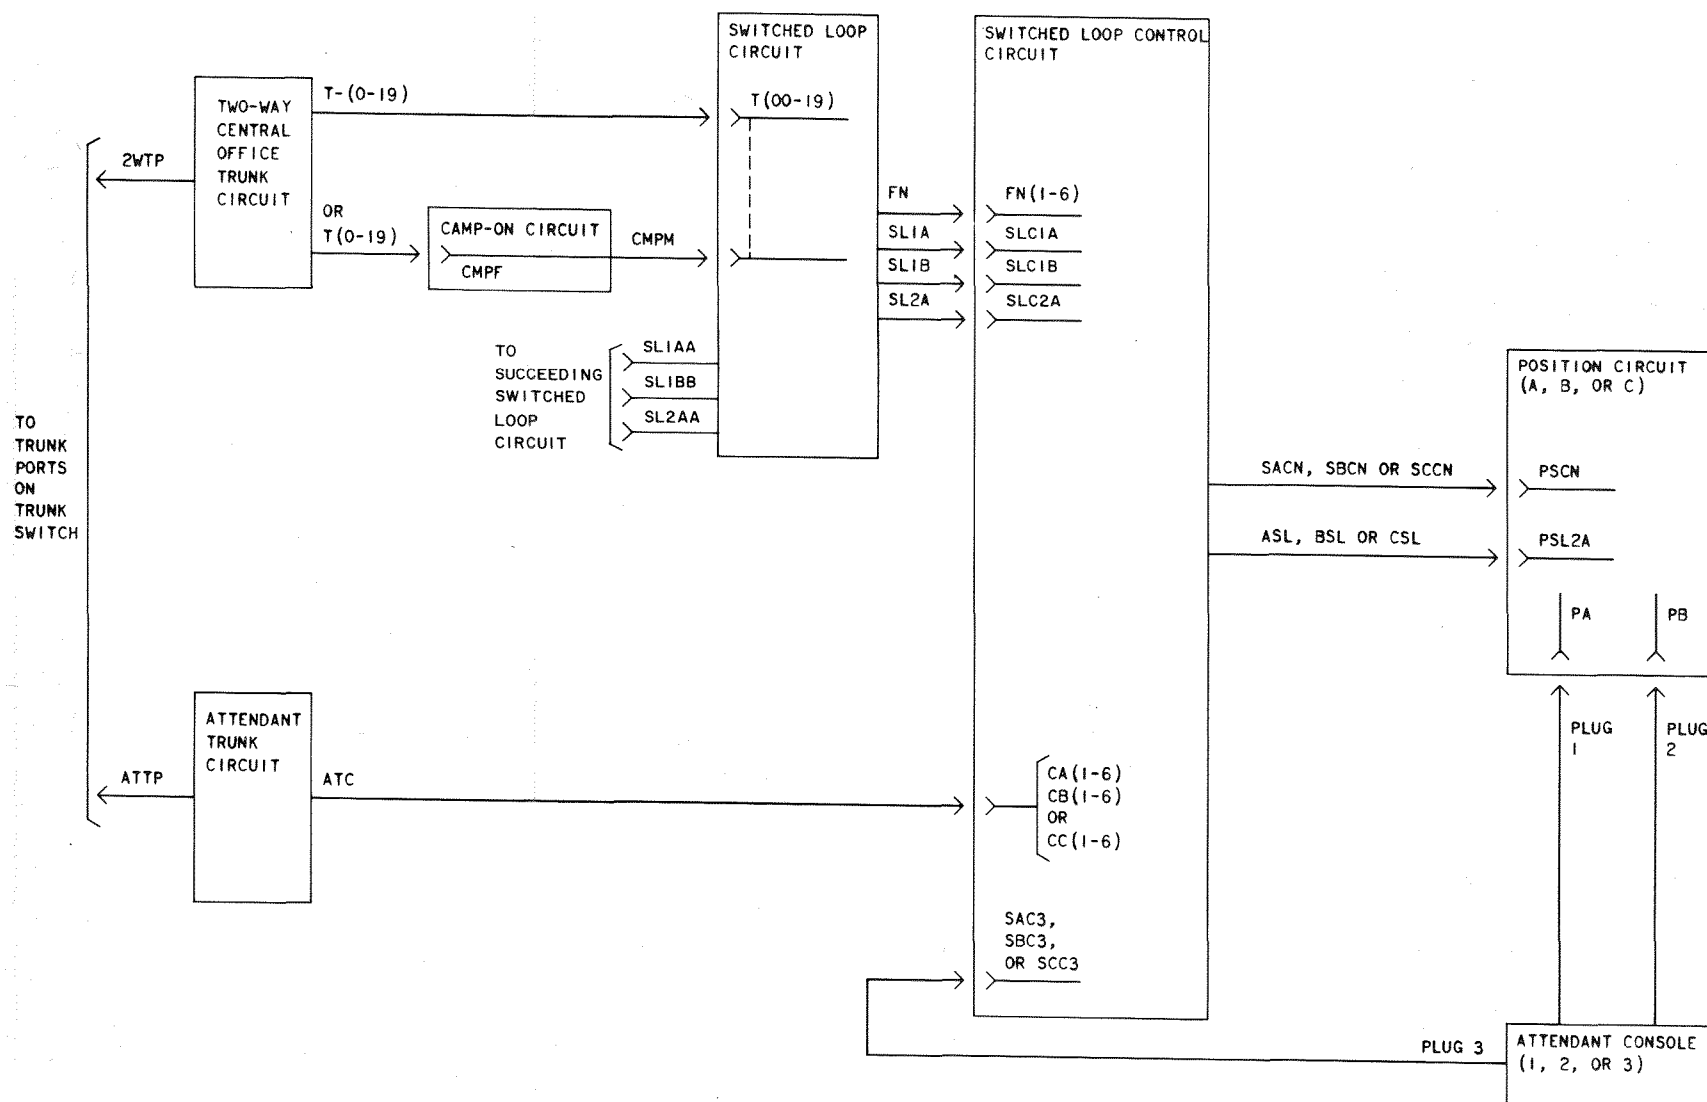 SWITCHED LOOP
CIRCUIT
T(00-19)
SWITCHED LOOP CONTROL
CIRCUIT
TWO-WAY
CENTRAL
OFFICE
TRUNK
CIRCUIT
T-(0-19)
2WTP
OR
T(0-19)
CAMP-ON CIRCUIT
CMPF
CMPM
FN
SL1A
SL1B
SL2A
FN(1-6)
SLC1A
SLC1B
SLC2A
TO
SUCCEEDING
SWITCHED
LOOP
CIRCUIT
SL1AA
SL1BB
SL2AA
POSITION CIRCUIT
(A, B, OR C)
TO
TRUNK
PORTS
ON
TRUNK
SWITCH
SACN, SBCN OR SCCN
PSCN
ASL, BSL OR CSL
PSL2A
PA
PB
PLUG
1
PLUG
2
ATTENDANT
TRUNK
CIRCUIT
ATTP
ATC
CA(1-6)
CB(1-6)
OR
CC(1-6)
SAC3,
SBC3,
OR SCC3
PLUG 3
ATTENDANT CONSOLE
(1, 2, OR 3)